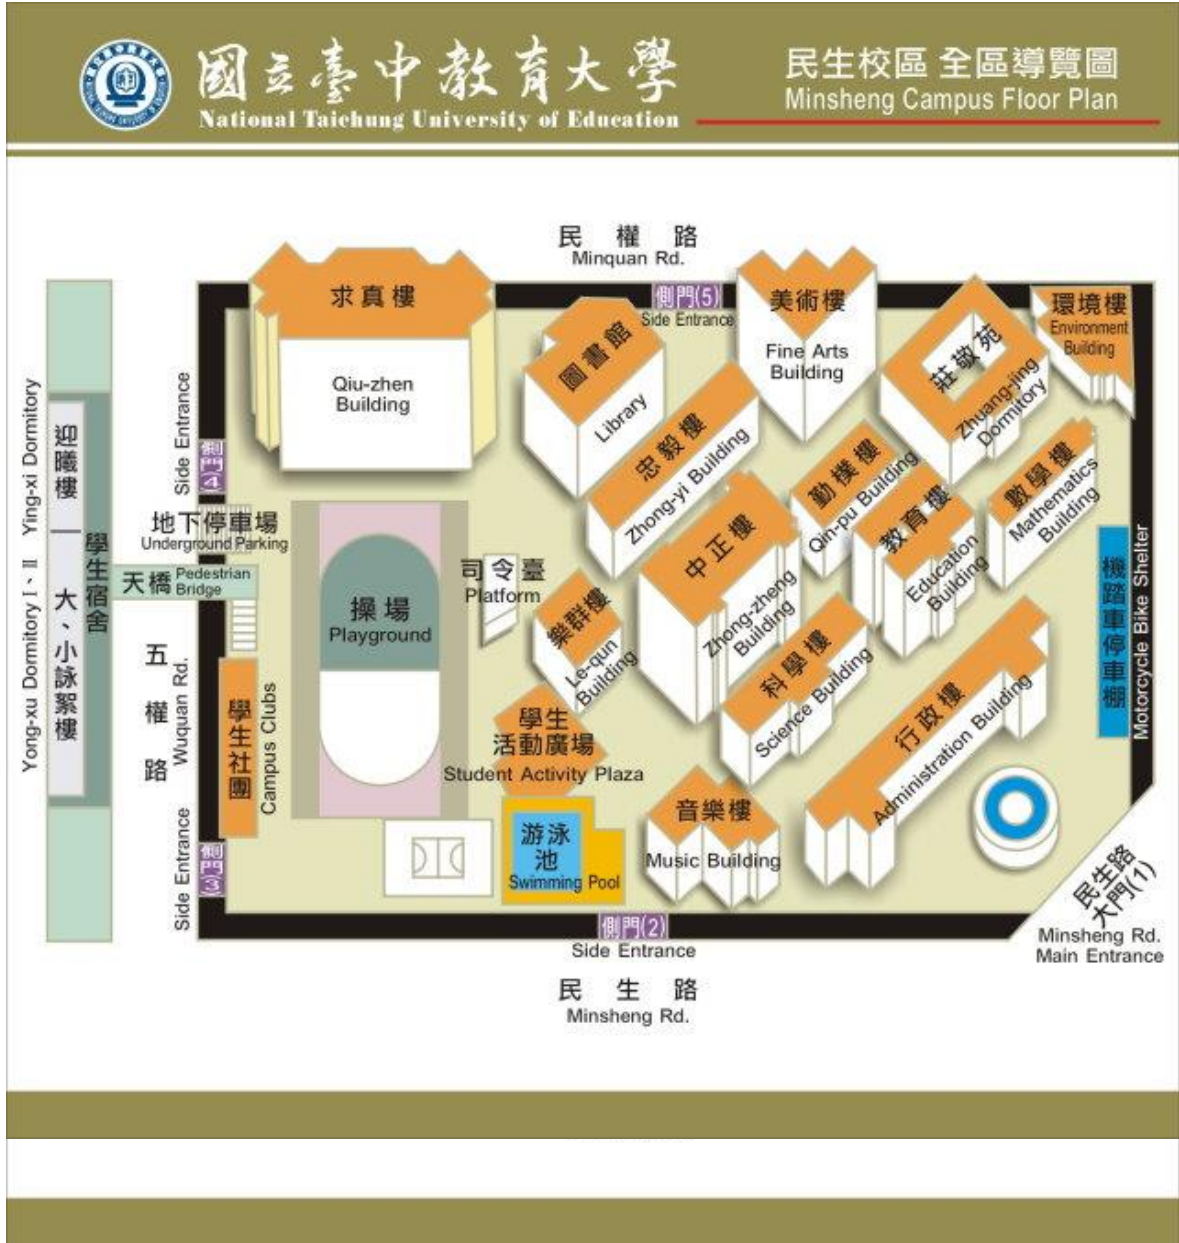 國立臺中教育大學
National Taichung University of Education
民生校區 全區導覽圖
Minsheng Campus Floor Plan
民權路
Minquan Rd.
側門(5)
Side Entrance
求真樓
Qiu-zhen
Building
圖書館
Library
美術樓
Fine Arts
Building
莊敬苑
Zhuang-jing
Dormitory
環境樓
Environment
Building
忠毅樓
Zhong-yi Building
勤樸樓
Qin-pu Building
教育樓
Education
Building
數學樓
Mathematics
Building
中正樓
Zhong-zheng
Building
Side Entrance
側門(4)
地下停車場
Underground Parking
天橋
Pedestrian
Bridge
迎曦樓
大、小詠絮樓
學生宿舍
Ying-xi Dormitory
Yong-xu Dormitory I、II
五權路
Wuquan Rd.
操場
Playground
司令臺
Platform
樂群樓
Le-qun
Building
科學樓
Science Building
行政樓
Administration Building
機踏車停車棚
Motorcycle Bike Shelter
學生社團
Campus Clubs
學生
活動廣場
Student Activity Plaza
游泳
池
Swimming Pool
音樂樓
Music Building
Side Entrance
側門(3)
側門(2)
Side Entrance
民生路
大門(1)
Minsheng Rd.
Main Entrance
民生路
Minsheng Rd.